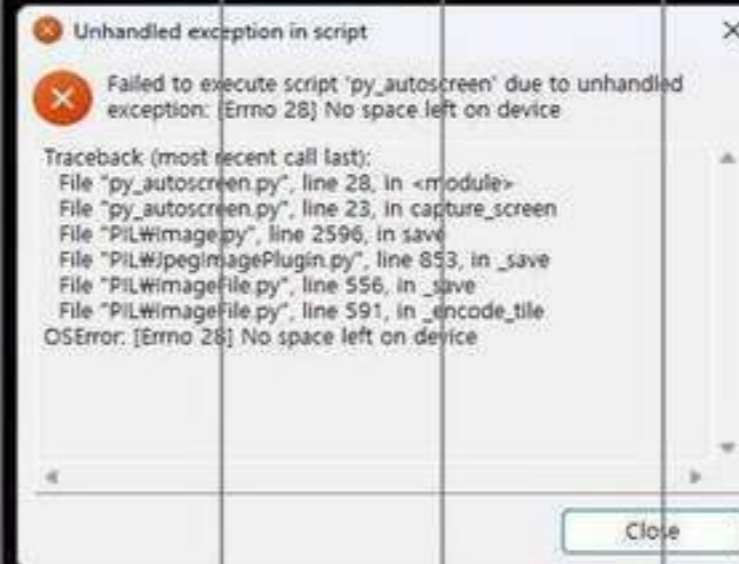 Unhandled exception in script
Failed to execute script 'py_autoscreen' due to unhandled
exception: [Errno 28] No space left on device
Traceback (most recent call last):
File "py_autoscreen.py", line 28, in <module>
File "py_autoscreen.py", line 23, in capture_screen
File "PIL₩Image.py", line 2596, in save
File "PIL₩JpegImagePlugin.py", line 853, in _save
File "PIL₩ImageFile.py", line 556, in _save
File "PIL₩ImageFile.py", line 591, in _encode_tile
OSError: [Errno 28] No space left on device
Close